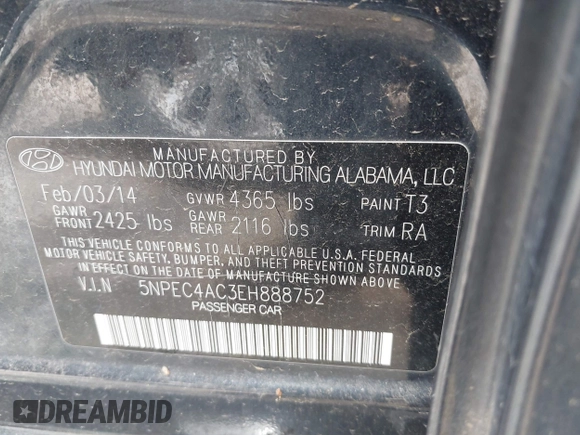 MANUFACTURED BY
HYUNDAI MOTOR MANUFACTURING ALABAMA, LLC
Feb/03/14 GVWR 4365 lbs PAINT T3
GAWR FRONT 2425 lbs GAWR REAR 2116 lbs TRIM RA
THIS VEHICLE CONFORMS TO ALL APPLICABLE U.S.A. FEDERAL
MOTOR VEHICLE SAFETY, BUMPER, AND THEFT PREVENTION STANDARDS
IN EFFECT ON THE DATE OF MANUFACTURE SHOWN ABOVE
V.I.N 5NPEC4AC3EH888752
PASSENGER CAR
DREAMBID